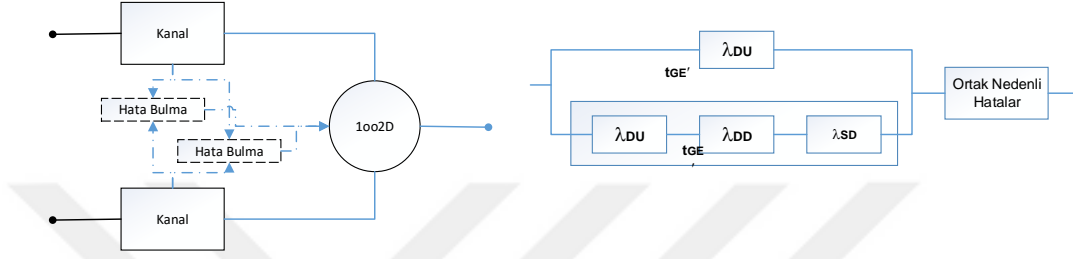 Kanal
Hata Bulma
Hata Bulma
1oo2D
Kanal
λDU
tGE'
λDU
λDD
λSD
tGE
'
Ortak Nedenli
Hatalar